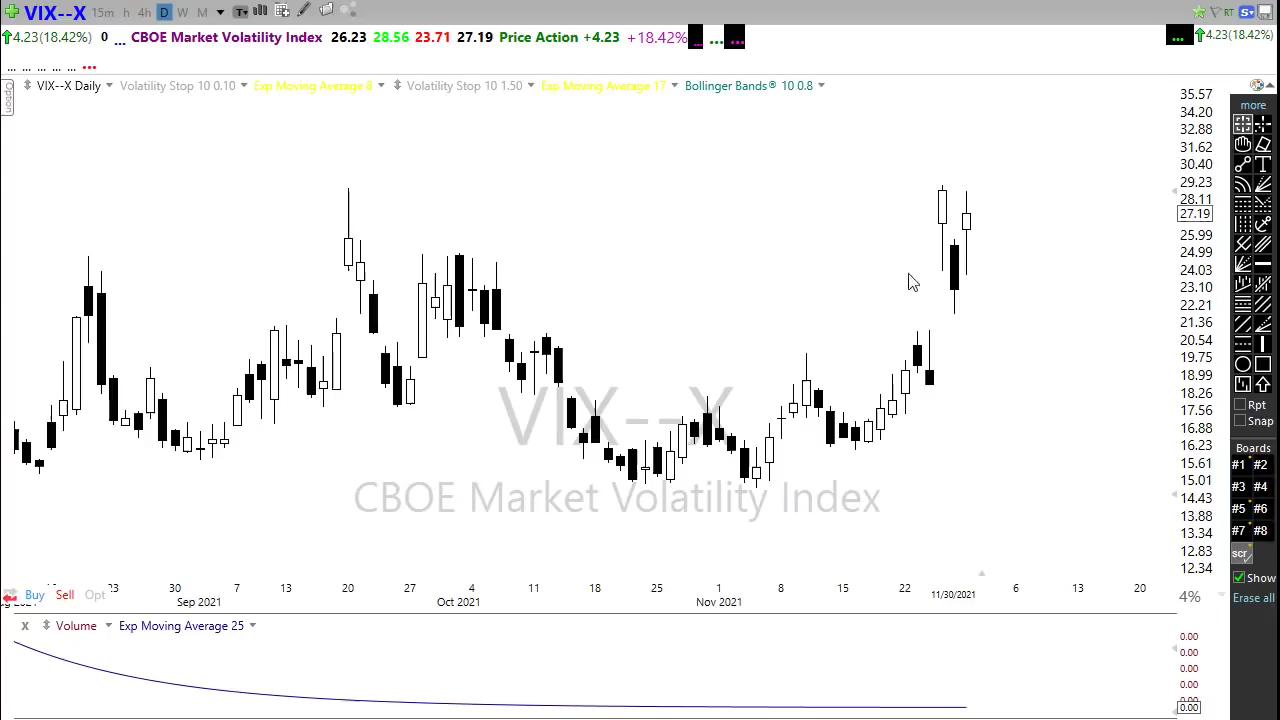 VIX--X 15m h 4h D W M T RT S
4.23(18.42%) 0 ... CBOE Market Volatility Index 26.23 28.56 23.71 27.19 Price Action +4.23 +18.42% ... ... ... ... 4.23(18.42%)
... ... ... ... ... ...
Option
VIX--X Daily Volatility Stop 10 0.10 Exp Moving Average 8 Volatility Stop 10 1.50 Exp Moving Average 17 Bollinger Bands® 10 0.8
35.57
34.20
32.88
31.62
30.40
29.23
28.11
27.19
25.99
24.99
24.03
23.10
22.21
21.36
20.54
19.75
18.99
18.26
17.56
16.88
16.23
15.61
15.01
14.43
13.88
13.34
12.83
12.34
VIX--X
CBOE Market Volatility Index
more
Rpt
Snap
Boards
#1 #2
#3 #4
#5 #6
#7 #8
scr
Show
Erase all
23 30 7 13 20 27 4 11 18 25 1 8 15 22 11/30/2021 6 13 20
Buy Sell Opt
Sep 2021 Oct 2021 Nov 2021
4%
x Volume Exp Moving Average 25
0.00
0.00
0.00
0.00
0.00
0.00